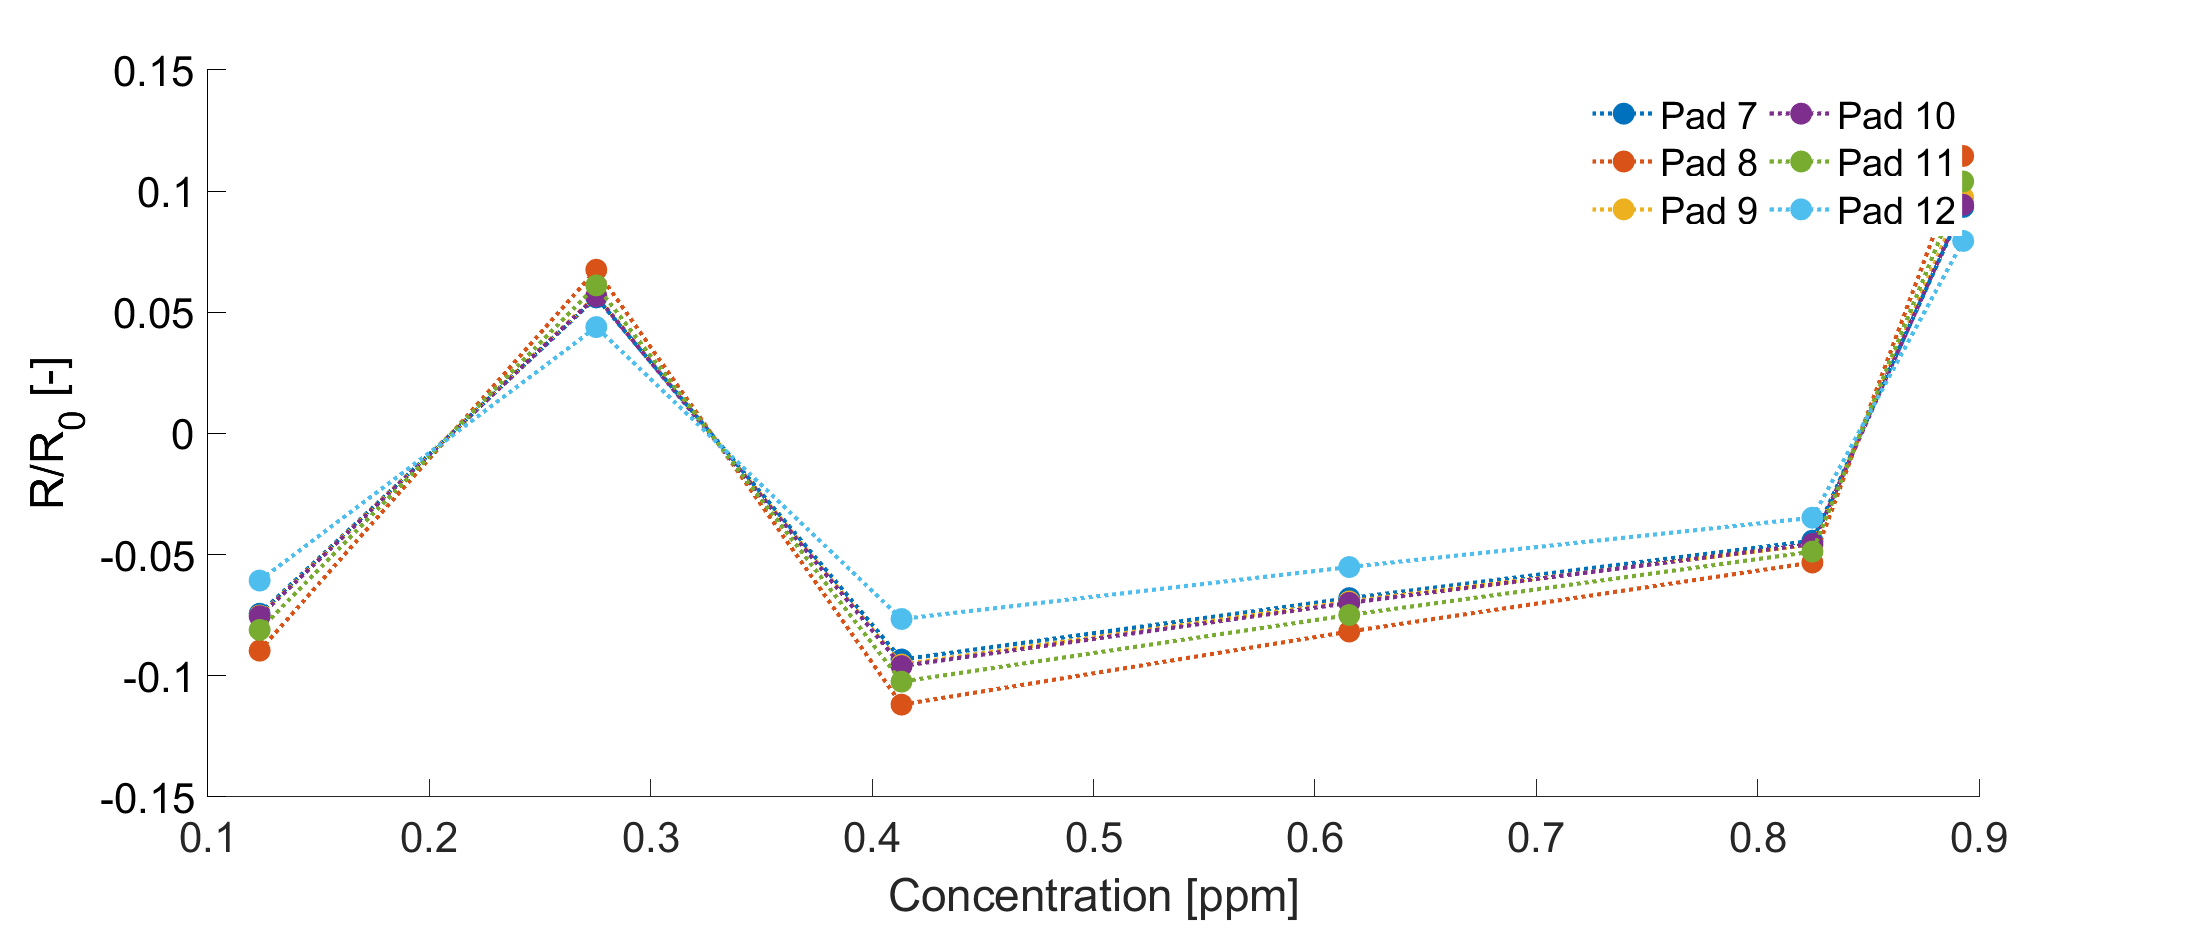 0.15
0.1
0.05
0
-0.05
-0.1
-0.15
R/R0 [-]
0.1 0.2 0.3 0.4 0.5 0.6 0.7 0.8 0.9
Concentration [ppm]
Pad 7 Pad 10
Pad 8 Pad 11
Pad 9 Pad 12